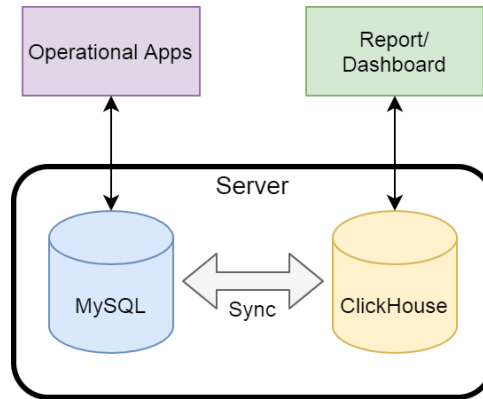 Operational Apps
Report/
Dashboard
Server
MySQL
Sync
ClickHouse